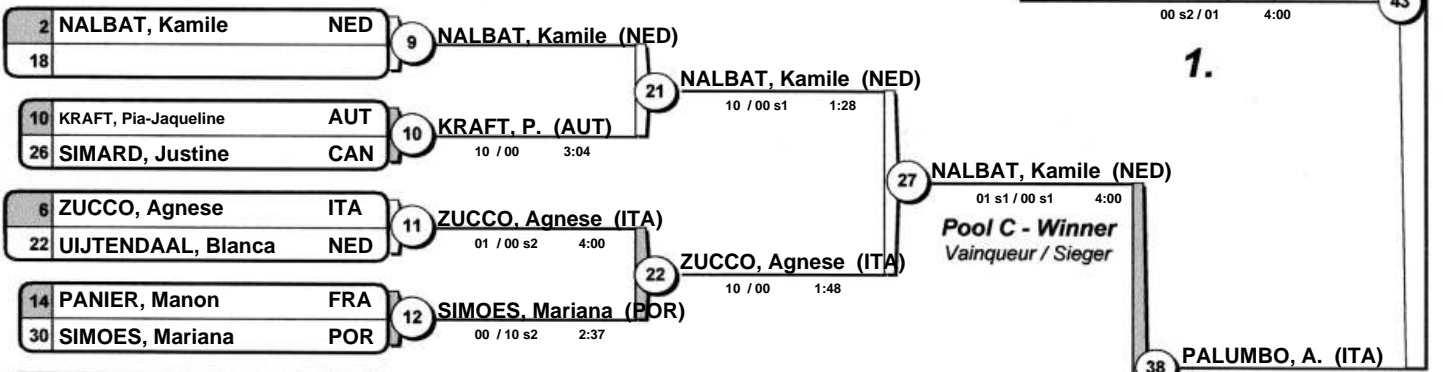 00 s2 / 01 4:00
43
1.
2 NALBAT, Kamile NED
18
9
NALBAT, Kamile (NED)
10 KRAFT, Pia-Jaqueline AUT
26 SIMARD, Justine CAN
10
KRAFT, P. (AUT)
10 / 00 3:04
21
NALBAT, Kamile (NED)
10 / 00 s1 1:28
6 ZUCCO, Agnese ITA
22 UIJTENDAAL, Blanca NED
11
ZUCCO, Agnese (ITA)
01 / 00 s2 4:00
14 PANIER, Manon FRA
30 SIMOES, Mariana POR
12
SIMOES, Mariana (POR)
00 / 10 s2 2:37
22
ZUCCO, Agnese (ITA)
10 / 00 1:48
27
NALBAT, Kamile (NED)
01 s1 / 00 s1 4:00
Pool C - Winner
Vainqueur / Sieger
38
PALUMBO, A. (ITA)